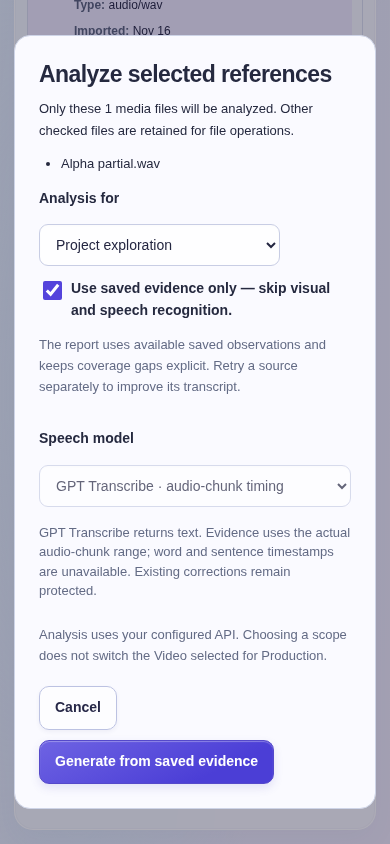 Type: audio/wav
Imported: Nov 16
Analyze selected references
Only these 1 media files will be analyzed. Other
checked files are retained for file operations.
• Alpha partial.wav
Analysis for
Project exploration
Use saved evidence only — skip visual
and speech recognition.
The report uses available saved observations and
keeps coverage gaps explicit. Retry a source
separately to improve its transcript.
Speech model
GPT Transcribe · audio-chunk timing
GPT Transcribe returns text. Evidence uses the actual
audio-chunk range; word and sentence timestamps
are unavailable. Existing corrections remain
protected.
Analysis uses your configured API. Choosing a scope
does not switch the Video selected for Production.
Cancel
Generate from saved evidence